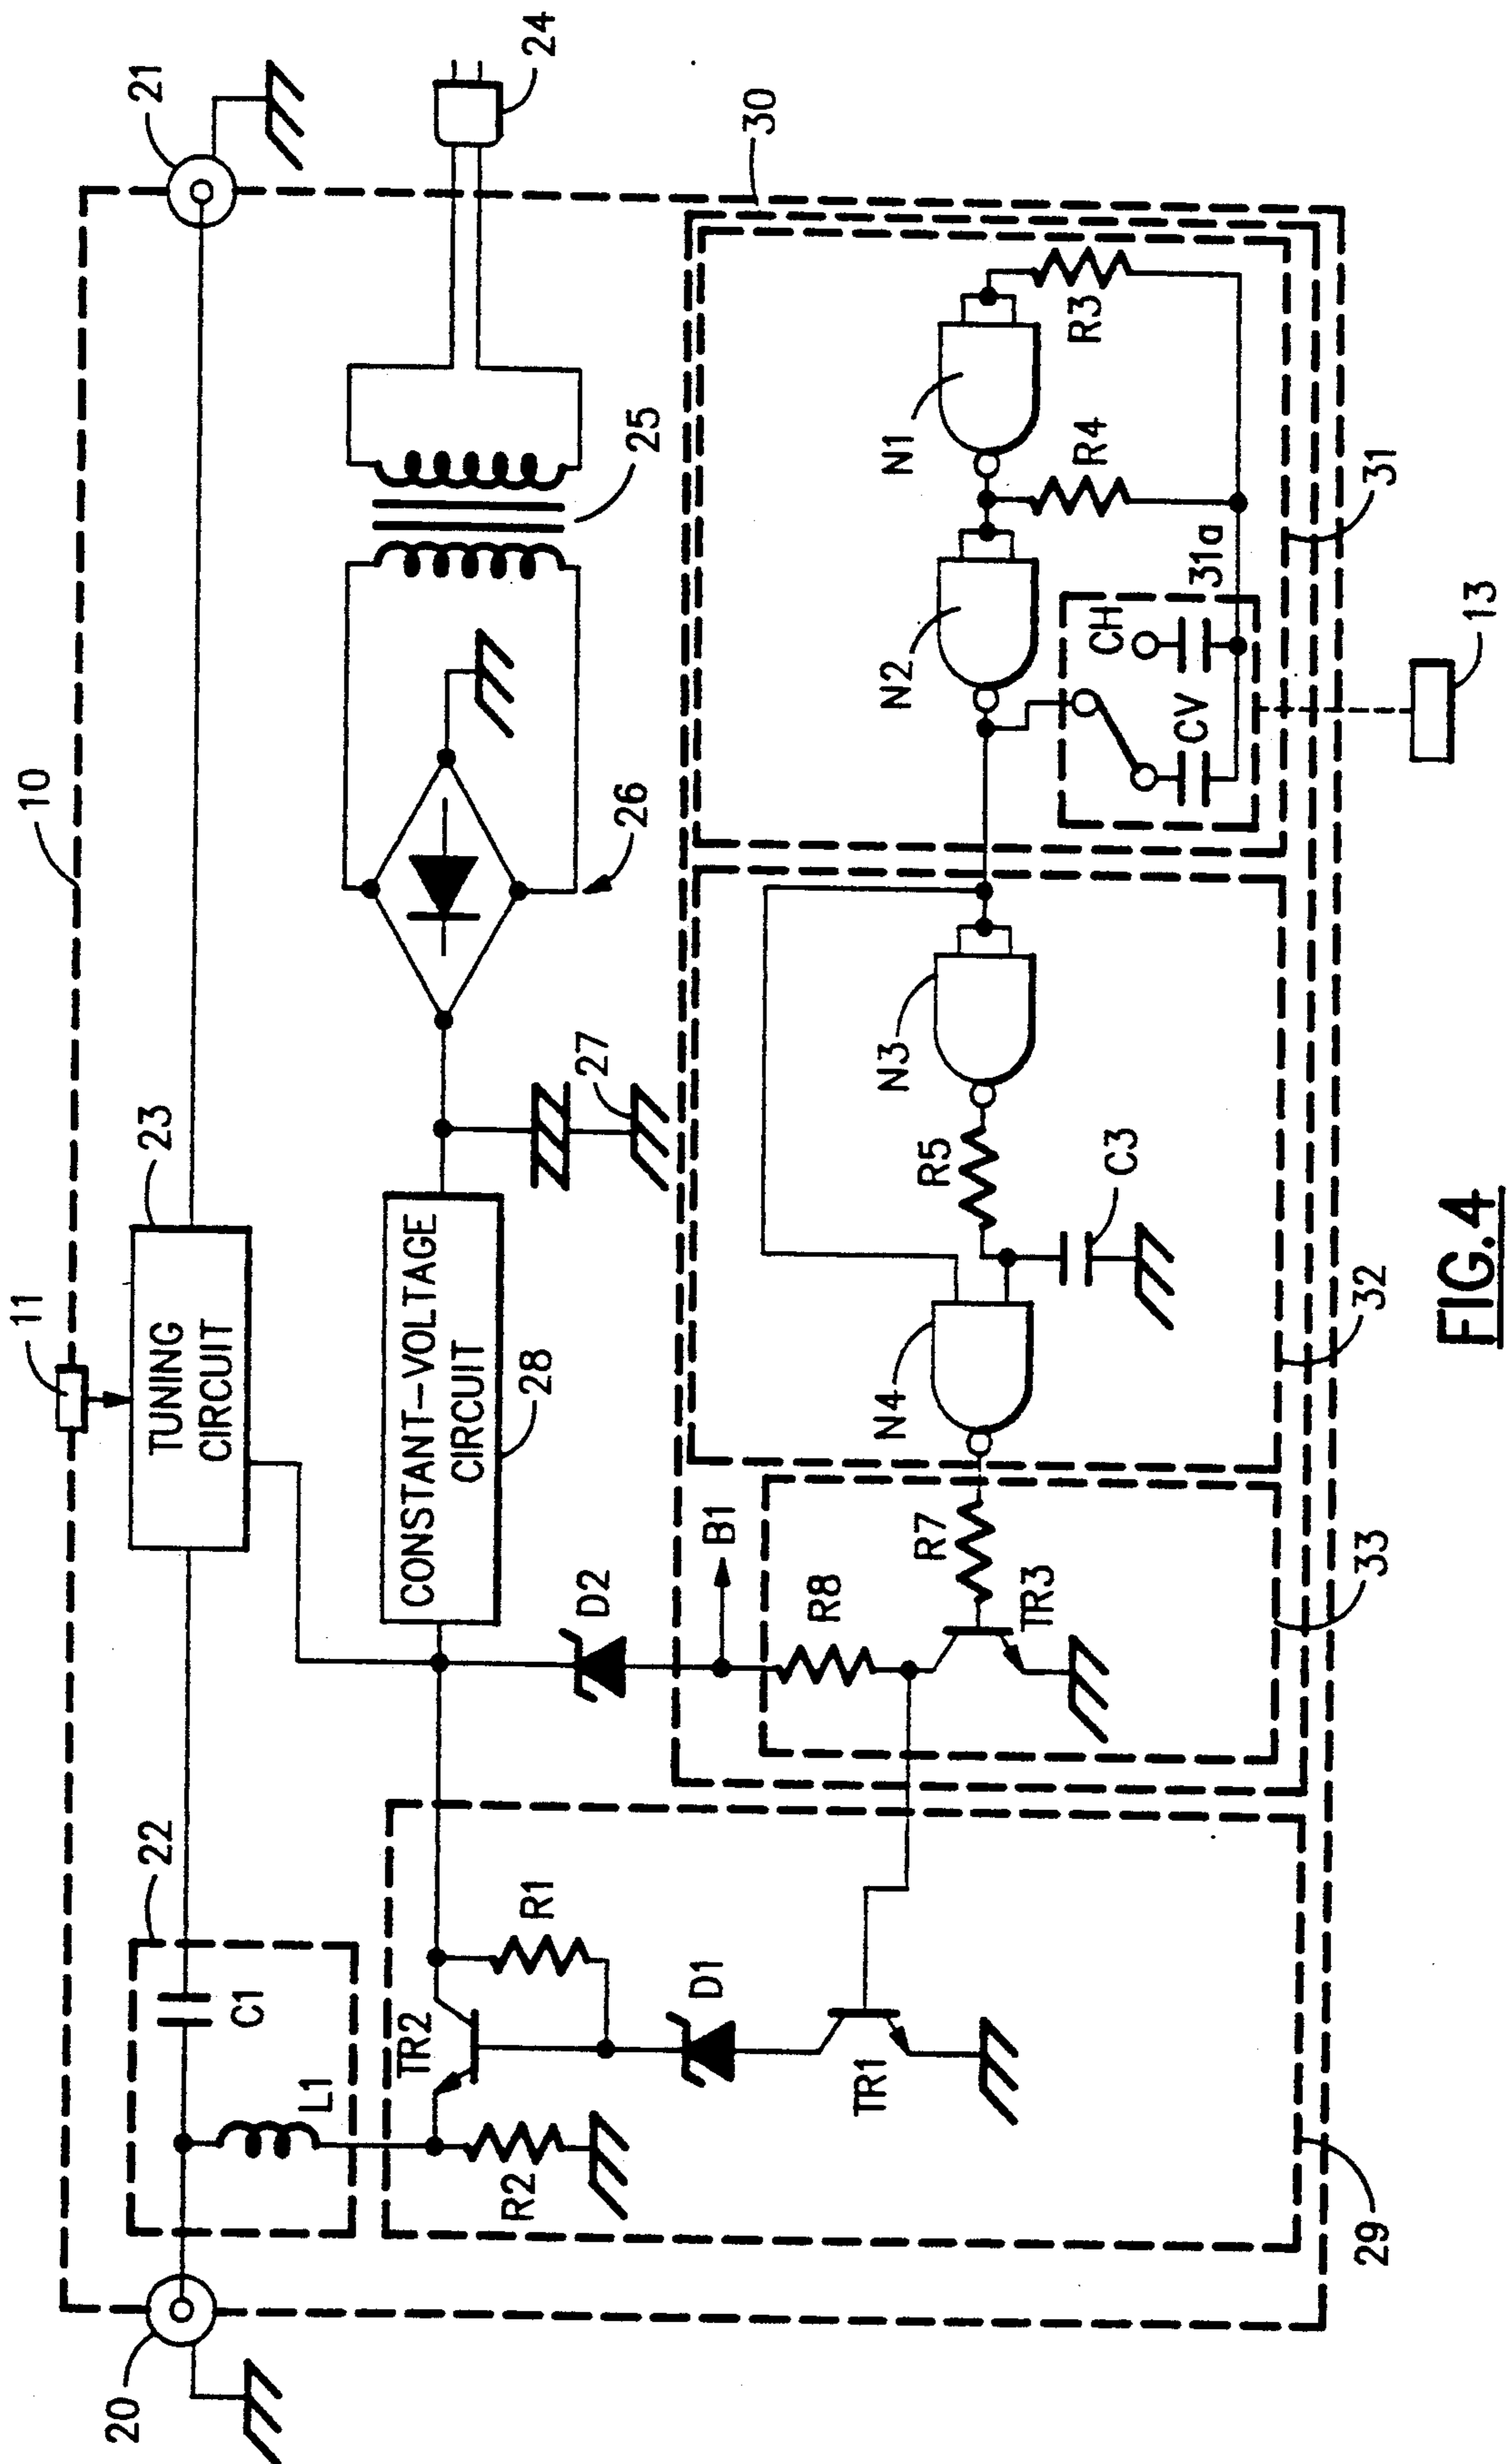 10
11
23
21
TUNING
CIRCUIT
22
C1
L1
20
24
25
26
27
CONSTANT-VOLTAGE
CIRCUIT
28
TR2
R1
R2
D1
TR1
29
D2
B1
30
R8
R7
TR3
33
N4
R5
C3
N3
32
N2
N1
R4
R3
CV
CH
31a
31
13
FIG.4